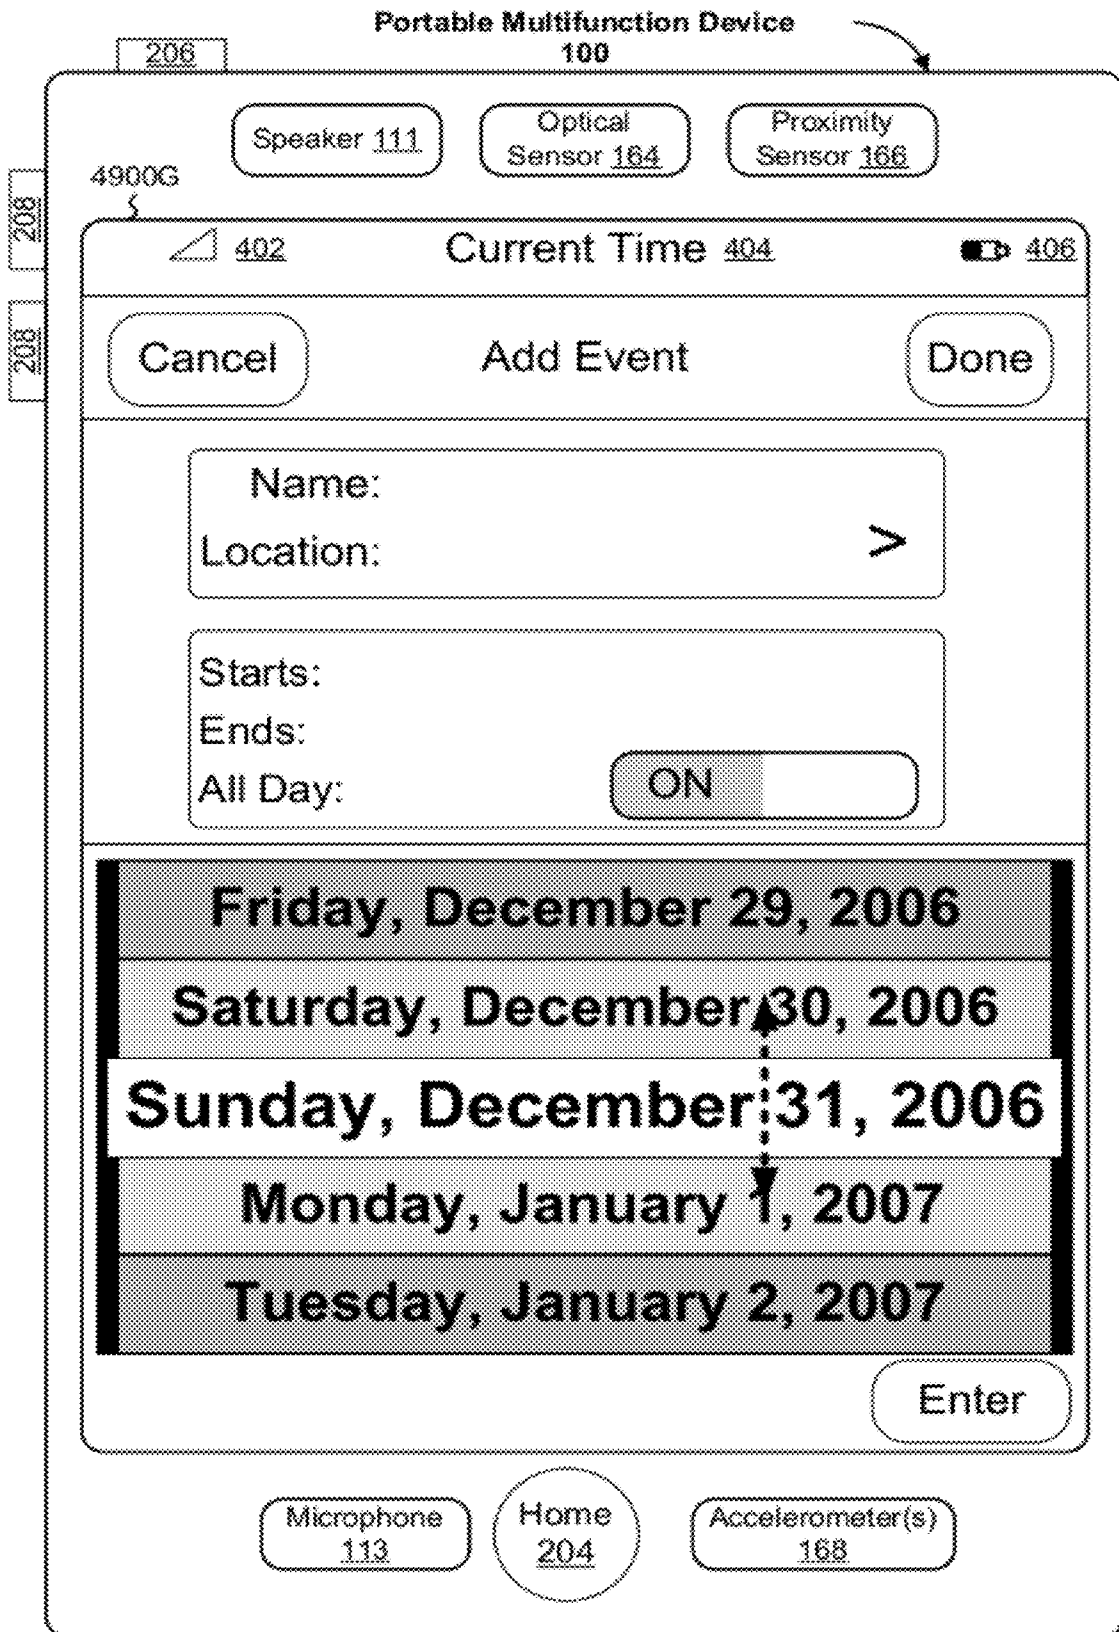 Portable Multifunction Device
100
206
Speaker 111
Optical
Sensor 164
Proximity
Sensor 166
4900G
208
208
402
Current Time 404
406
Cancel
Add Event
Done
Name:
Location:
>
Starts:
Ends:
All Day:
ON
Friday, December 29, 2006
Saturday, December 30, 2006
Sunday, December 31, 2006
Monday, January 1, 2007
Tuesday, January 2, 2007
Enter
Microphone
113
Home
204
Accelerometer(s)
168